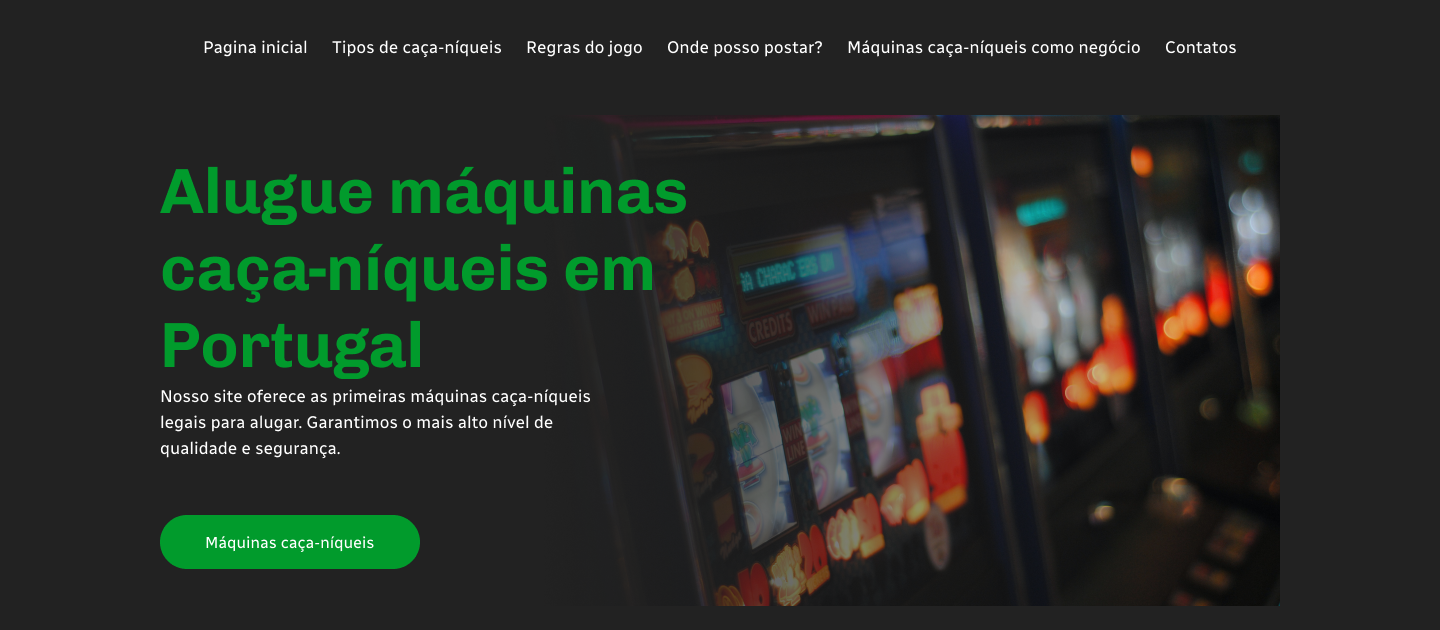 Pagina inicial Tipos de caça-níqueis Regras do jogo Onde posso postar? Máquinas caça-níqueis como negócio Contatos
Alugue máquinas
caça-níqueis em
Portugal
Nosso site oferece as primeiras máquinas caça-níqueis
legais para alugar. Garantimos o mais alto nível de
qualidade e segurança.
Máquinas caça-níqueis
CREDITS
WIN
LINE